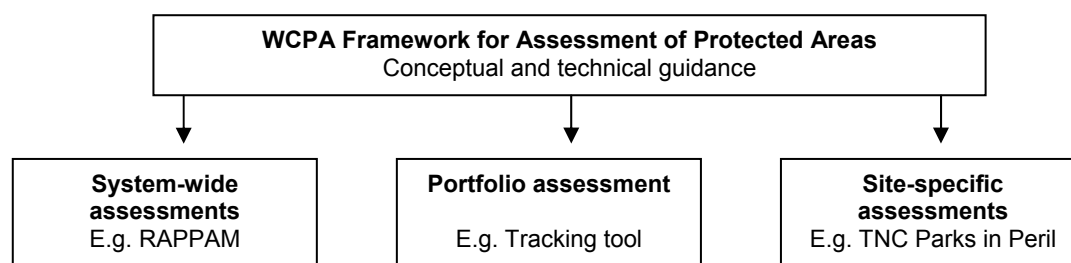 WCPA Framework for Assessment of Protected Areas
Conceptual and technical guidance
System-wide
assessments
E.g. RAPPAM
Portfolio assessment
E.g. Tracking tool
Site-specific
assessments
E.g. TNC Parks in Peril